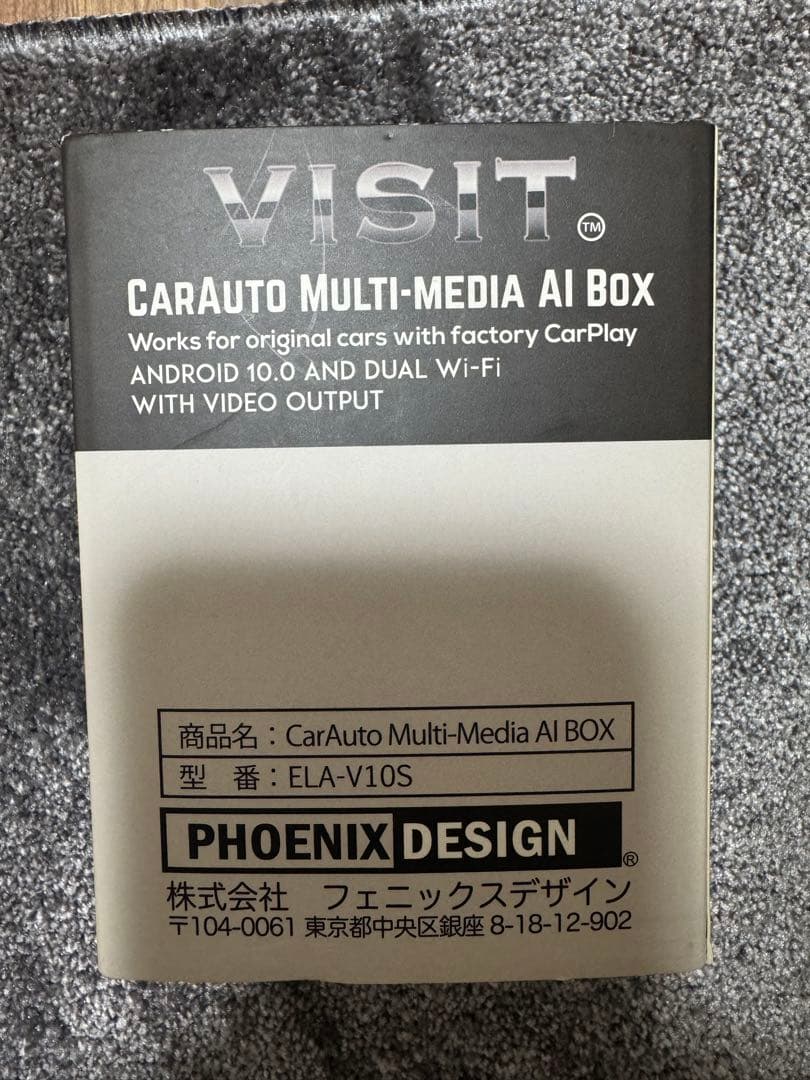 VISIT TM
CARAUTO MULTI-MEDIA AI BOX
Works for original cars with factory CarPlay
ANDROID 10.0 AND DUAL Wi-Fi
WITH VIDEO OUTPUT
商品名：CarAuto Multi-Media AI BOX
型　番：ELA-V10S
PHOENIX DESIGN ®
株式会社　フェニックスデザイン
〒104-0061 東京都中央区銀座 8-18-12-902